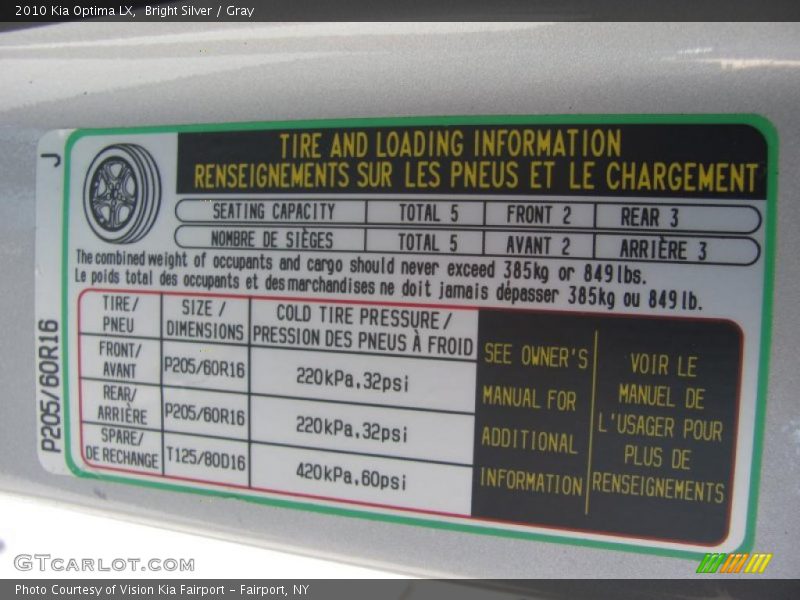 2010 Kia Optima LX,  Bright Silver / Gray
J
P205/60R16
TIRE AND LOADING INFORMATION
RENSEIGNEMENTS SUR LES PNEUS ET LE CHARGEMENT
SEATING CAPACITY TOTAL 5 FRONT 2 REAR 3
NOMBRE DE SIÈGES TOTAL 5 AVANT 2 ARRIÈRE 3
The combined weight of occupants and cargo should never exceed 385kg or 849lbs.
Le poids total des occupants et des marchandises ne doit jamais dépasser 385kg ou 849lb.
TIRE/
PNEU
SIZE /
DIMENSIONS
COLD TIRE PRESSURE/
PRESSION DES PNEUS À FROID
FRONT/
AVANT
P205/60R16
220kPa,32psi
REAR/
ARRIÈRE
P205/60R16
220kPa,32psi
SPARE/
DE RECHANGE
T125/80D16
420kPa,60psi
SEE OWNER'S
MANUAL FOR
ADDITIONAL
INFORMATION
VOIR LE
MANUEL DE
L'USAGER POUR
PLUS DE
RENSEIGNEMENTS
GTCARLOT.COM
Photo Courtesy of Vision Kia Fairport – Fairport, NY